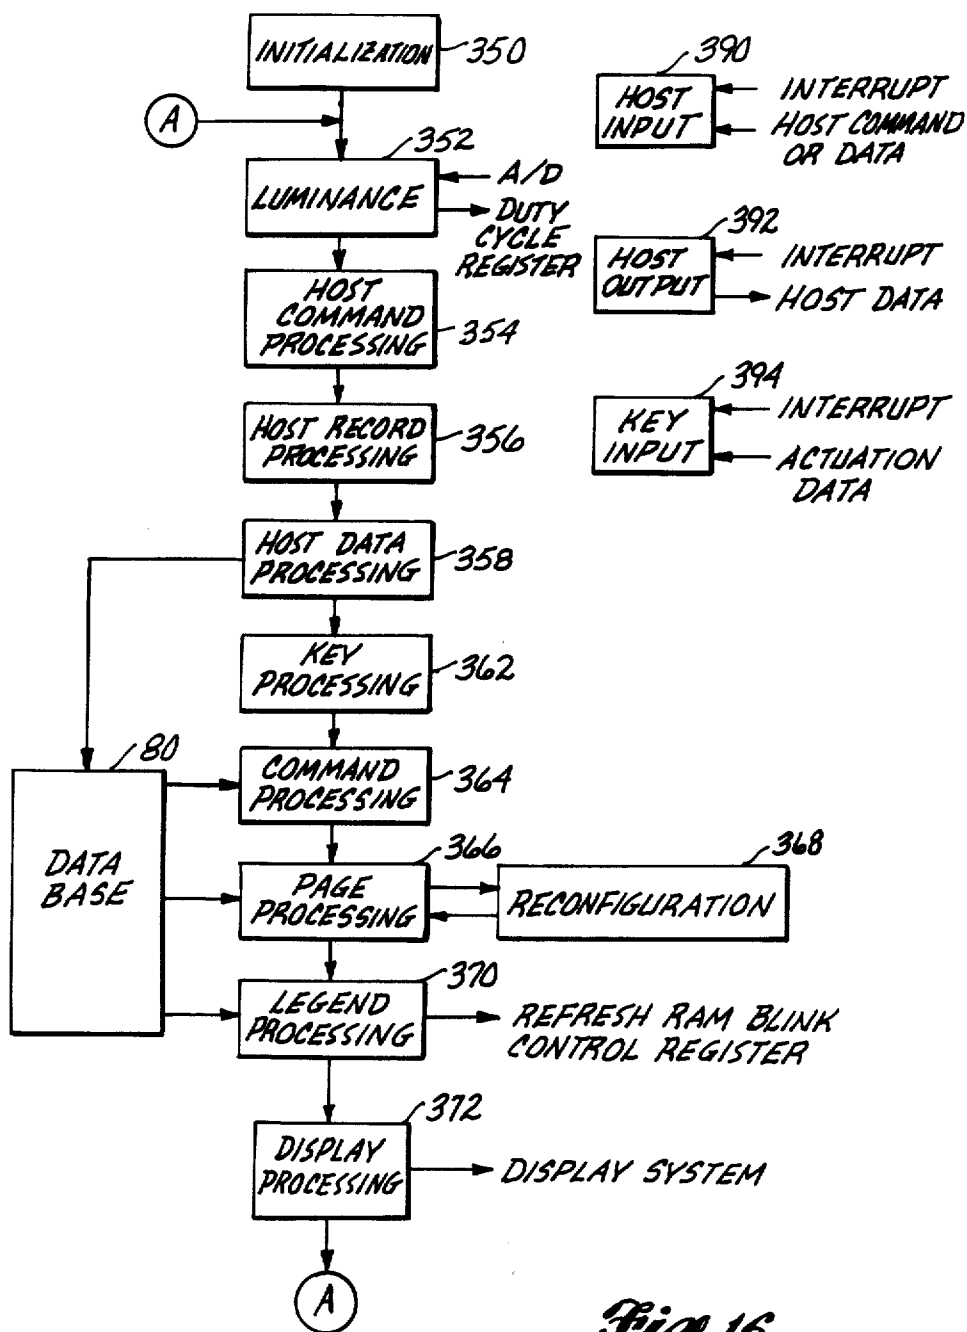 INITIALIZATION
350
A
352
LUMINANCE
A/D
DUTY
CYCLE
REGISTER
HOST
COMMAND
PROCESSING
354
HOST RECORD
PROCESSING
356
HOST DATA
PROCESSING
358
KEY
PROCESSING
362
80
DATA
BASE
COMMAND
PROCESSING
364
366
PAGE
PROCESSING
368
RECONFIGURATION
370
LEGEND
PROCESSING
REFRESH RAM BLINK
CONTROL REGISTER
372
DISPLAY
PROCESSING
DISPLAY SYSTEM
A
390
HOST
INPUT
INTERRUPT
HOST COMMAND
OR DATA
392
HOST
OUTPUT
INTERRUPT
HOST DATA
394
KEY
INPUT
INTERRUPT
ACTUATION
DATA
Fig. 16